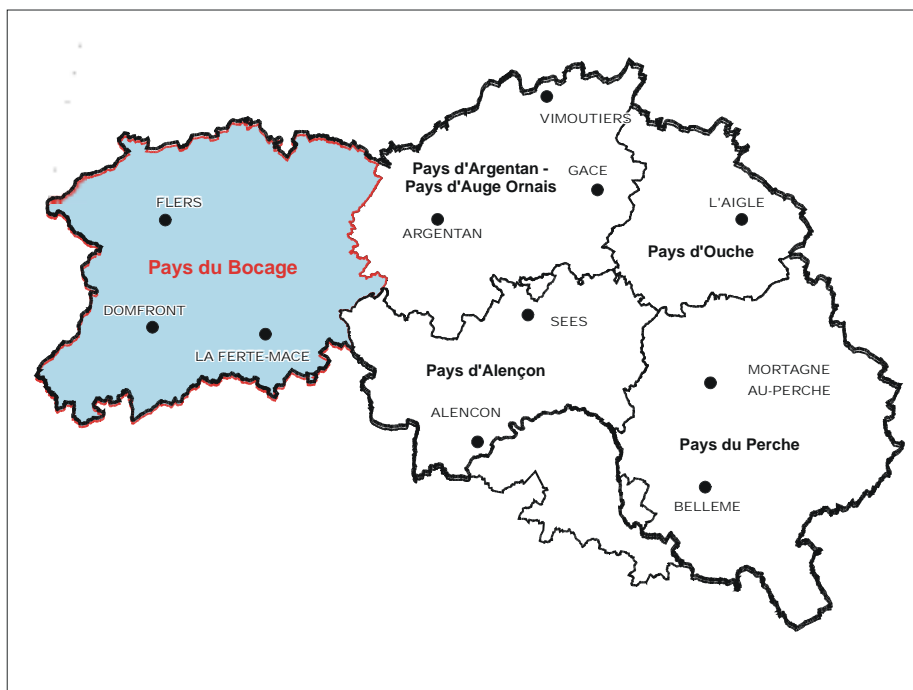 VIMOUTIERS
Pays d'Argentan -
Pays d'Auge Ornais
GACE
FLERS
ARGENTAN
L'AIGLE
Pays d'Ouche
Pays du Bocage
DOMFRONT
SEES
LA FERTE-MACE
Pays d'Alençon
MORTAGNE
AU-PERCHE
ALENCON
Pays du Perche
BELLEME